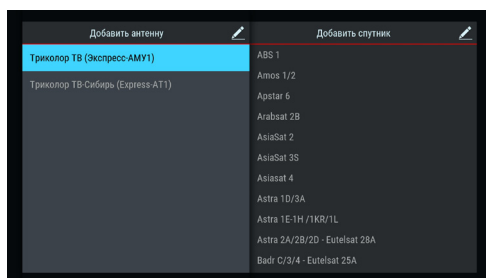 Добавить антенну
Триколор ТВ (Экспресс-АМУ1)
Триколор ТВ-Сибирь (Express-AT1)
Добавить спутник
ABS 1
Amos 1/2
Apstar 6
Arabsat 2B
AsiaSat 2
AsiaSat 3S
Asiasat 4
Astra 1D/3A
Astra 1E-1H /1KR/1L
Astra 2A/2B/2D - Eutelsat 28A
Badr C/3/4 - Eutelsat 25A